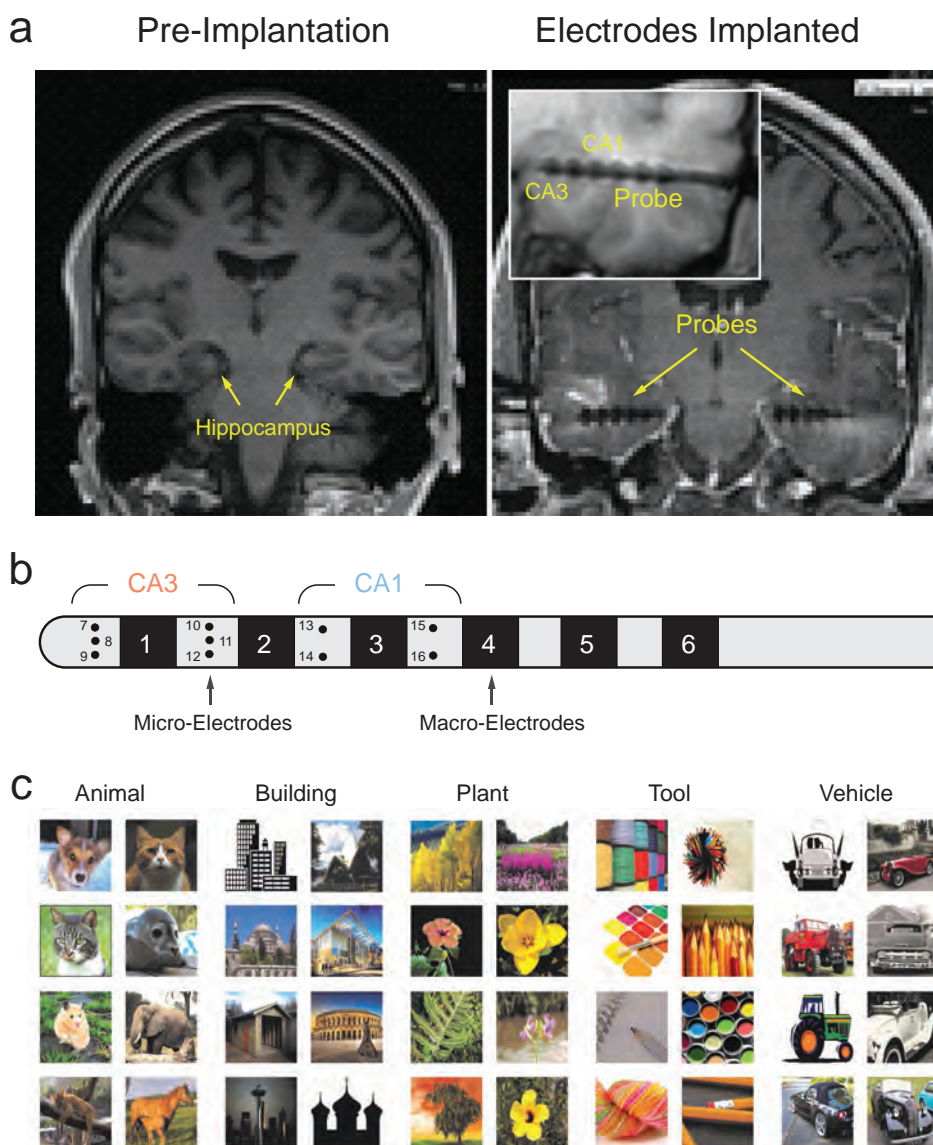 a
Pre-Implantation
Electrodes Implanted
CA1
CA3
Probe
Probes
Hippocampus
b
CA3
CA1
7
8
9
1
10
11
12
2
13
14
3
15
16
4
5
6
Micro-Electrodes
Macro-Electrodes
c
Animal
Building
Plant
Tool
Vehicle